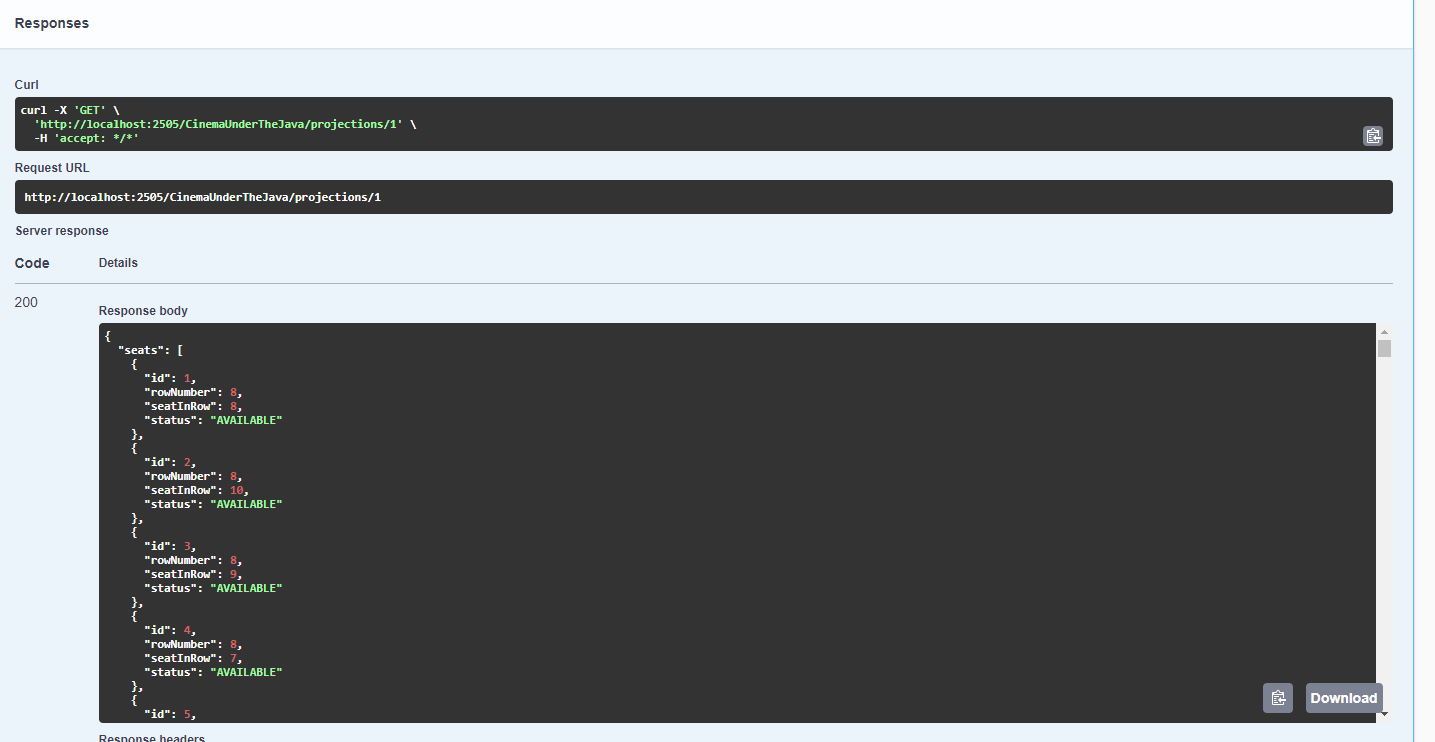 Responses
Curl
curl -X 'GET' \
'http://localhost:2505/CinemaUnderTheJava/projections/1' \
-H 'accept: */*'
Request URL
http://localhost:2505/CinemaUnderTheJava/projections/1
Server response
Code Details
200
Response body
{
"seats": [
{
"id": 1,
"rowNumber": 8,
"seatInRow": 8,
"status": "AVAILABLE"
},
{
"id": 2,
"rowNumber": 8,
"seatInRow": 10,
"status": "AVAILABLE"
},
{
"id": 3,
"rowNumber": 8,
"seatInRow": 9,
"status": "AVAILABLE"
},
{
"id": 4,
"rowNumber": 8,
"seatInRow": 7,
"status": "AVAILABLE"
},
{
"id": 5,
Download
Response headers